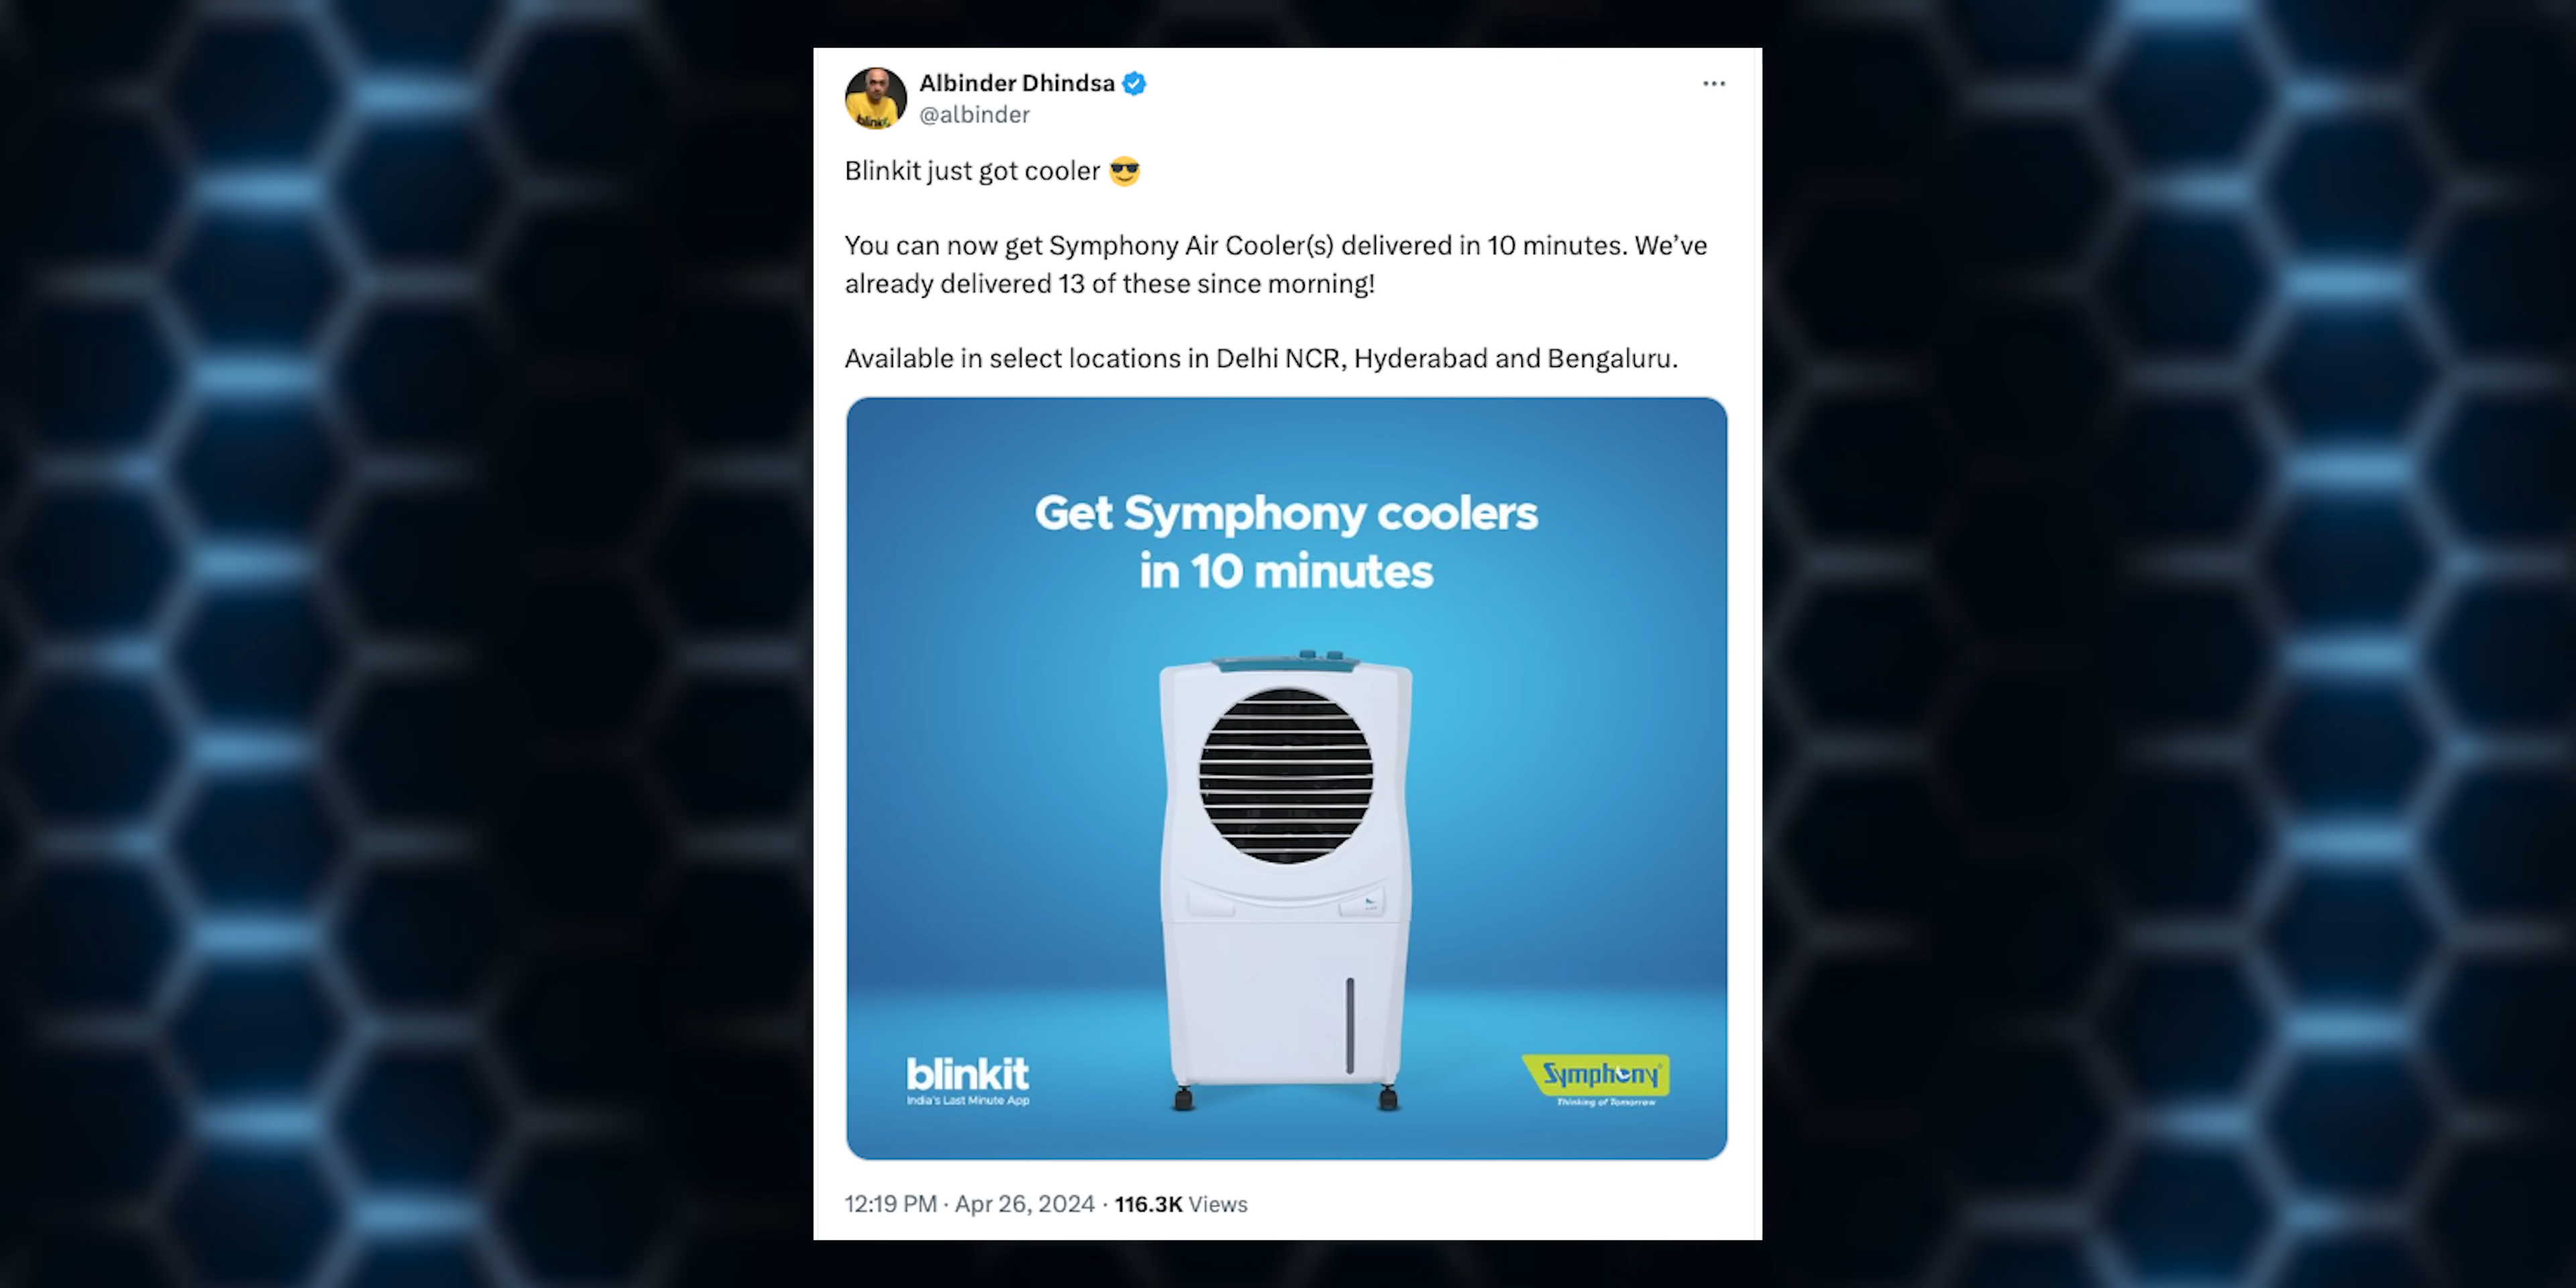 Albinder Dhindsa
@albinder
Blinkit just got cooler 😎
You can now get Symphony Air Cooler(s) delivered in 10 minutes. We’ve
already delivered 13 of these since morning!
Available in select locations in Delhi NCR, Hyderabad and Bengaluru.
Get Symphony coolers
in 10 minutes
blinkit
India's Last Minute App
Symphony
Thinking of Tomorrow
12:19 PM · Apr 26, 2024 · 116.3K Views